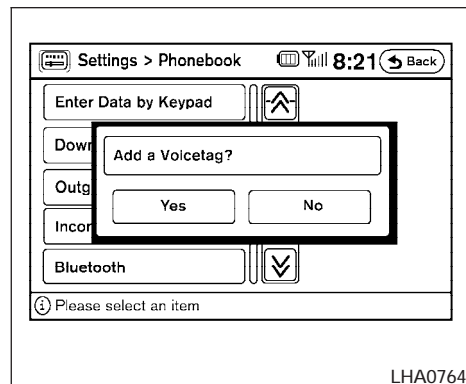 Settings > Phonebook 8:21 Back
Enter Data by Keypad
Down
Add a Voicetag?
Outg
Yes No
Incor
Bluetooth
i Please select an item
LHA0764